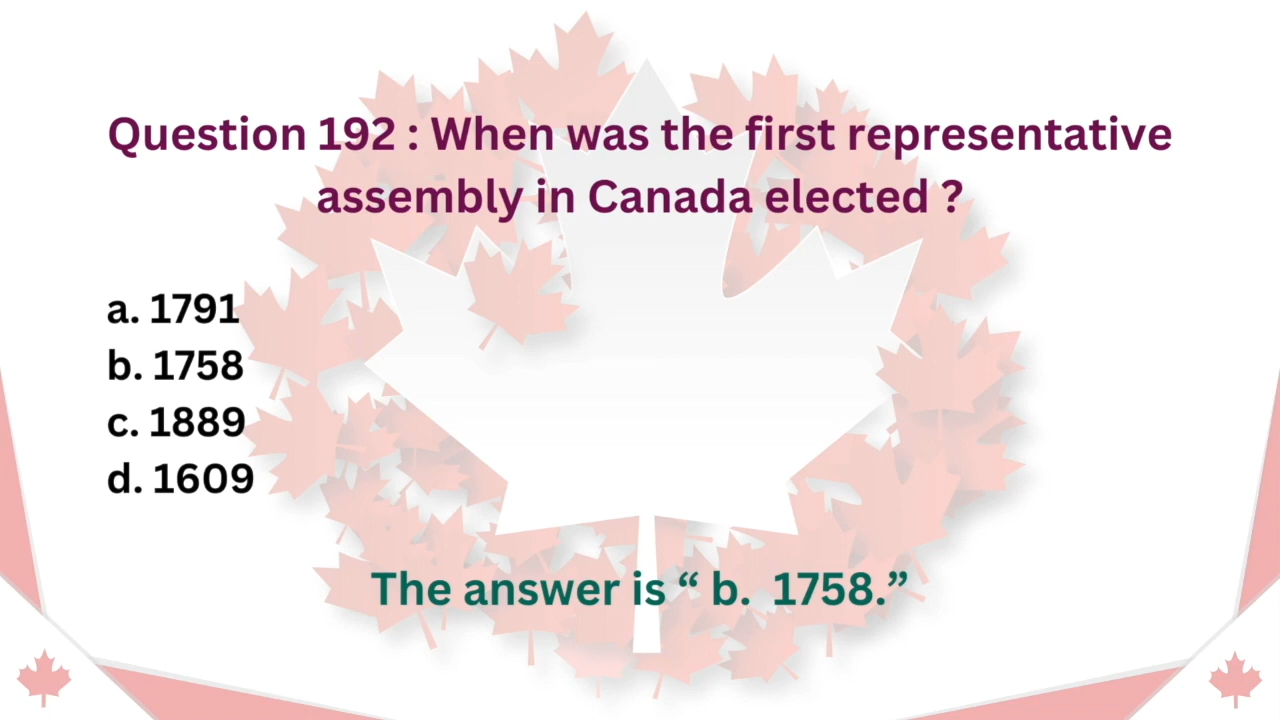 Question 192 : When was the first representative
assembly in Canada elected ?
a. 1791
b. 1758
c. 1889
d. 1609
The answer is “ b.  1758.”